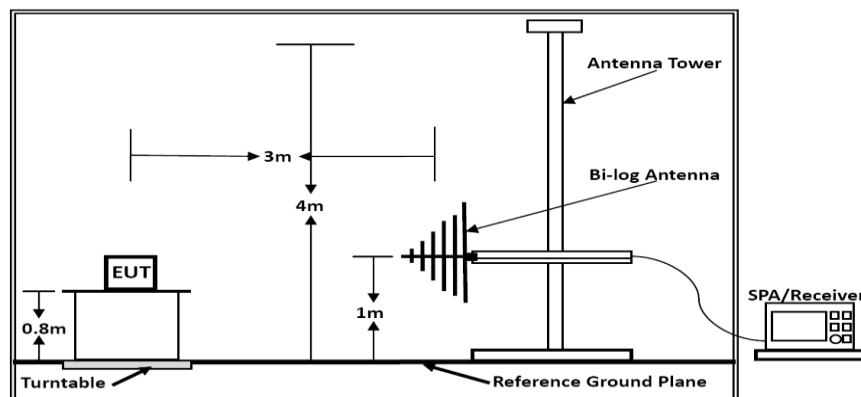 Antenna Tower
3m
Bi-log Antenna
4m
EUT
SPA/Receiver
0.8m
1m
Turntable
Reference Ground Plane